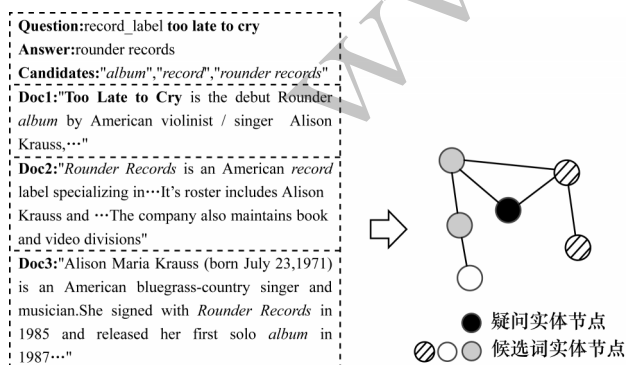 Question:record_label too late to cry
Answer:rounder records
Candidates:"album","record","rounder records"
Doc1:"Too Late to Cry is the debut Rounder
album by American violinist / singer Alison
Krauss,⋯"
Doc2:"Rounder Records is an American record
label specializing in⋯It's roster includes Alison
Krauss and ⋯The company also maintains book
and video divisions"
Doc3:"Alison Maria Krauss (born July 23,1971)
is an American bluegrass-country singer and
musician.She signed with Rounder Records in
1985 and released her first solo album in
1987⋯"
疑问实体节点
候选词实体节点